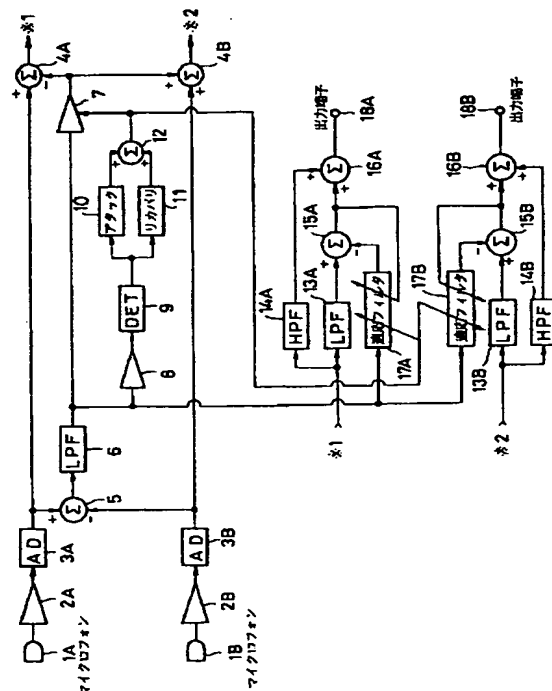 マイクロフォン
1A
2A
3A
AD
5
+
-
LPF
6
8
DET
9
アタック
10
リカバリ
11
Σ
12
+
+
7
Σ
4A
+
-
※1
Σ
4B
+
+
※2
マイクロフォン
1B
2B
3B
AD
Σ
※1
HPF
14A
LPF
13A
適応フィルタ
17A
Σ
15A
+
-
Σ
16A
+
+
出力端子
18A
※2
適応フィルタ
17B
LPF
13B
HPF
14B
Σ
15B
-
+
Σ
16B
+
+
出力端子
18B